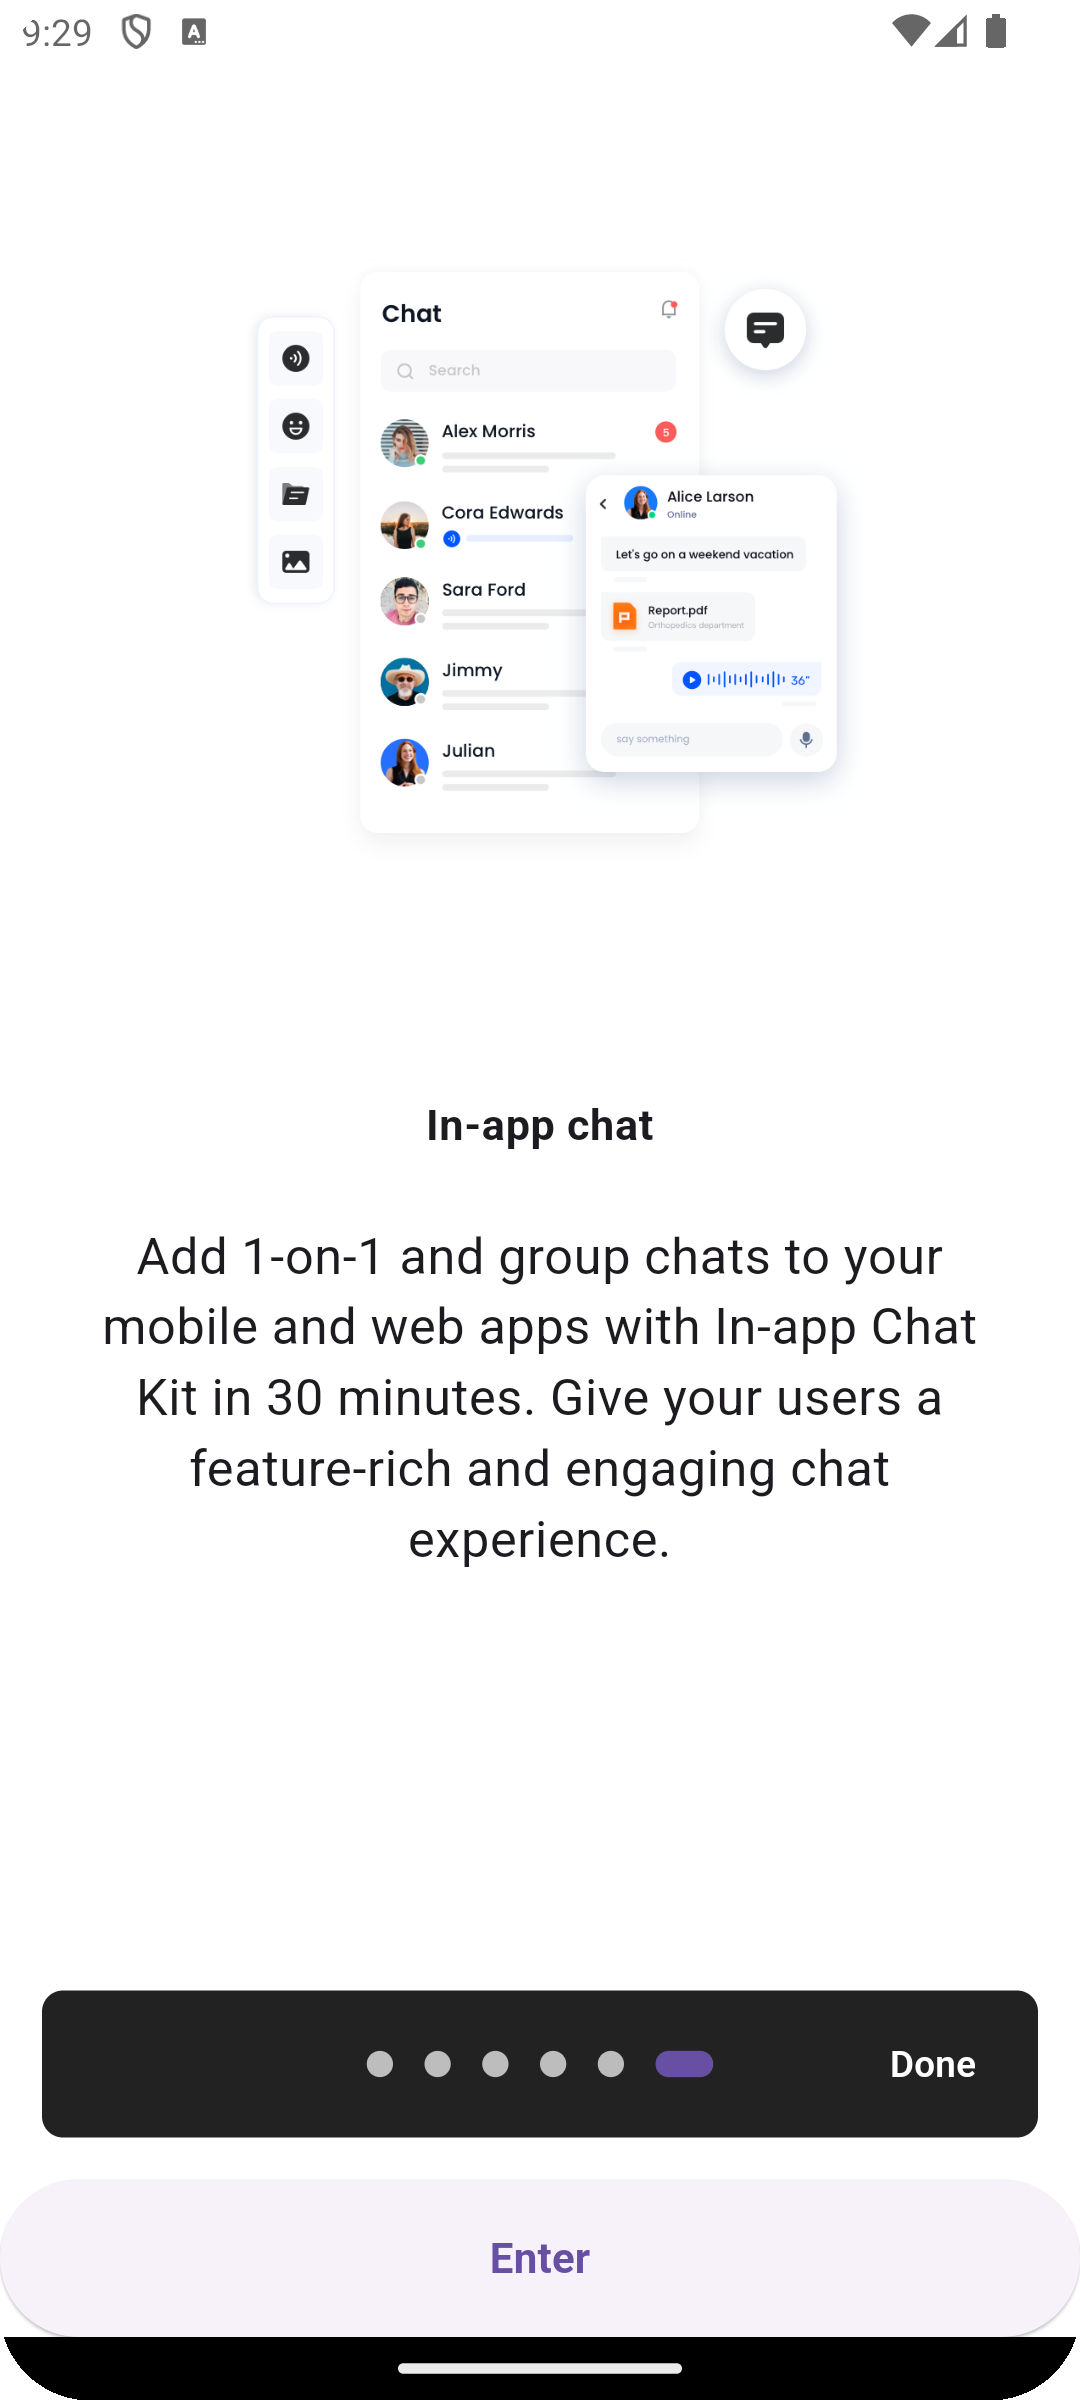 9:29
Chat
Search
Alex Morris
5
Cora Edwards
Sara Ford
Jimmy
Julian
Alice Larson
Online
Let's go on a weekend vacation
Report.pdf
Orthopedics department
36"
say something
In-app chat
Add 1-on-1 and group chats to your
mobile and web apps with In-app Chat
Kit in 30 minutes. Give your users a
feature-rich and engaging chat
experience.
Done
Enter